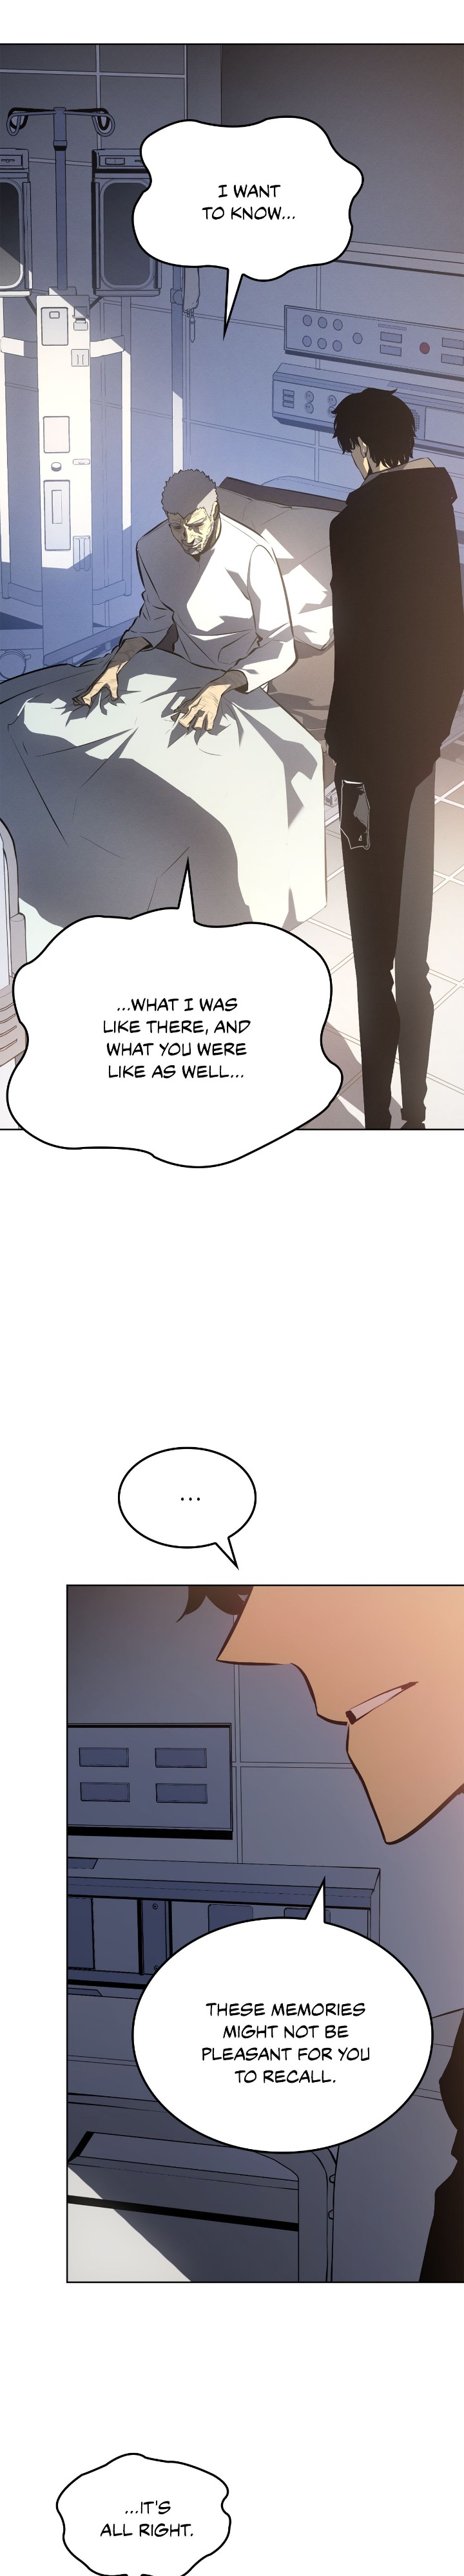 I WANT
TO KNOW...
...WHAT I WAS
LIKE THERE, AND
WHAT YOU WERE
LIKE AS WELL...
...
THESE MEMORIES
MIGHT NOT BE
PLEASANT FOR YOU
TO RECALL.
...IT'S
ALL RIGHT.